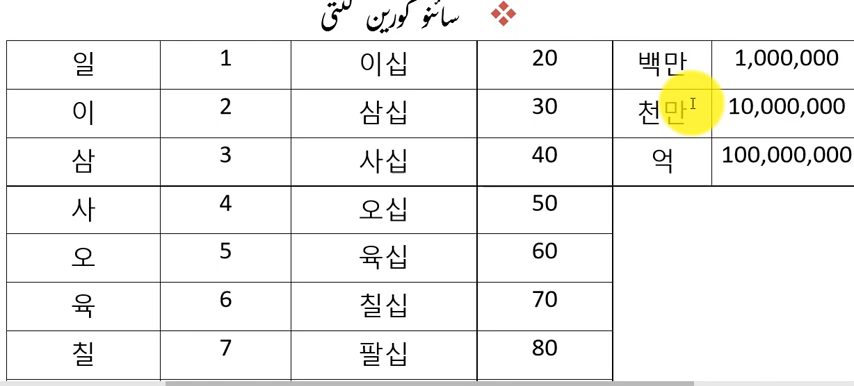 سائنو کورین گنتی
일 1 이십 20 백만 1,000,000
이 2 삼십 30 천만 10,000,000
삼 3 사십 40 억 100,000,000
사 4 오십 50
오 5 육십 60
육 6 칠십 70
칠 7 팔십 80